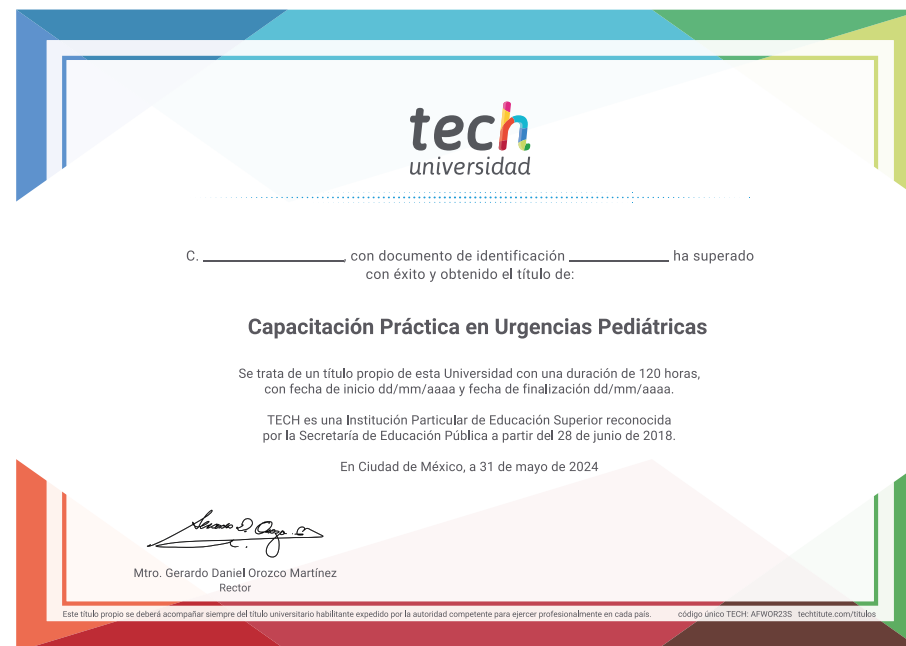 tech
universidad
C. ____________, con documento de identificación ____________ ha superado
con éxito y obtenido el título de:
Capacitación Práctica en Urgencias Pediátricas
Se trata de un título propio de esta Universidad con una duración de 120 horas,
con fecha de inicio dd/mm/aaaa y fecha de finalización dd/mm/aaaa.
TECH es una Institución Particular de Educación Superior reconocida
por la Secretaría de Educación Pública a partir del 28 de junio de 2018.
En Ciudad de México, a 31 de mayo de 2024
Mtro. Gerardo Daniel Orozco Martínez
Rector
Este título propio se deberá acompañar siempre del título universitario habilitante expedido por la autoridad competente para ejercer profesionalmente en cada país. código único TECH: AFWOR23S techtitute.com/titulos